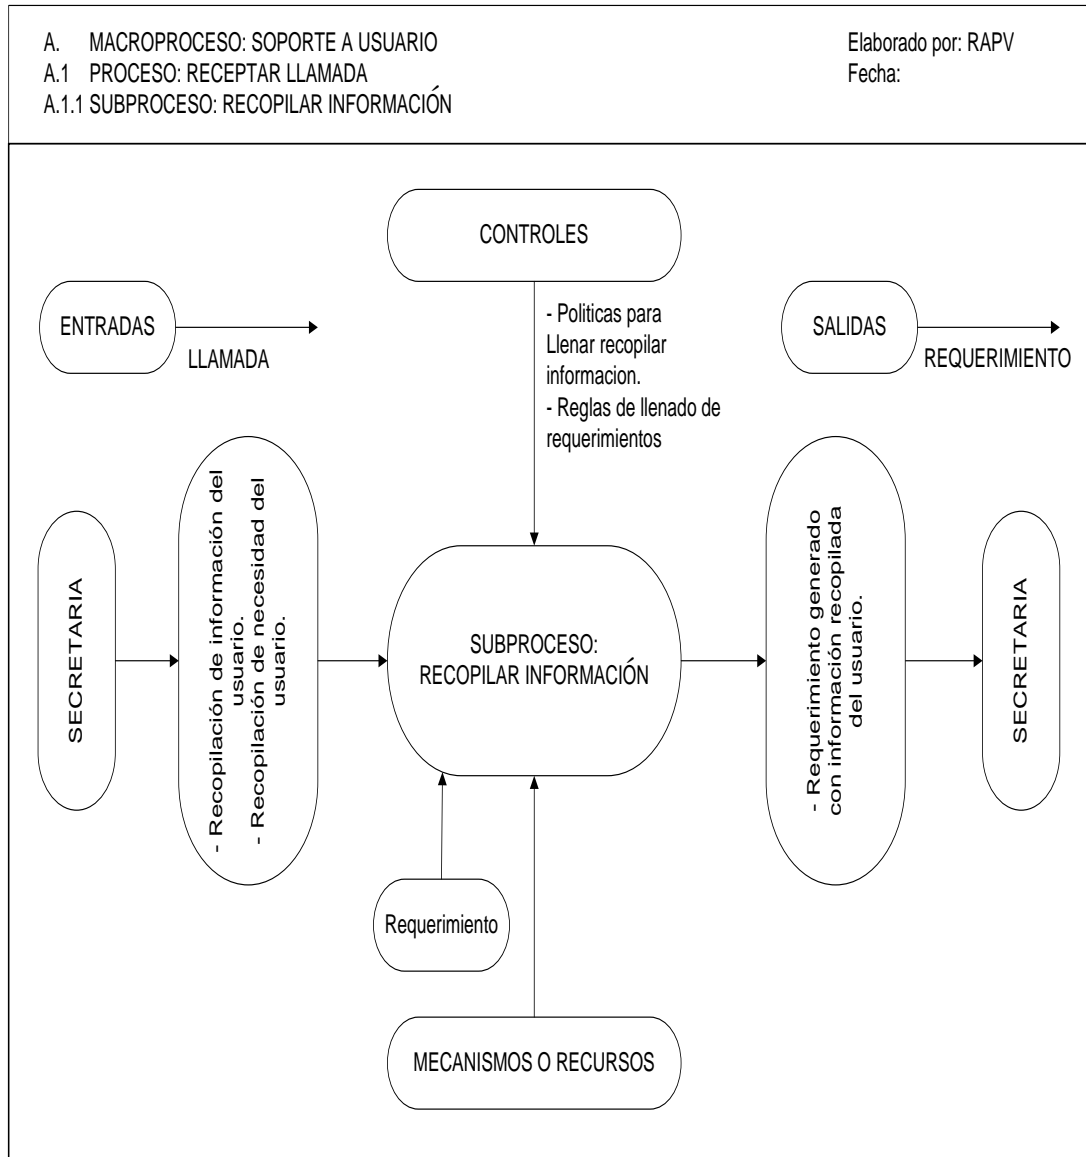 A. MACROPROCESO: SOPORTE A USUARIO
A.1 PROCESO: RECEPTAR LLAMADA
A.1.1 SUBPROCESO: RECOPILAR INFORMACIÓN
Elaborado por: RAPV
Fecha:
CONTROLES
ENTRADAS
LLAMADA
- Politicas para
Llenar recopilar
informacion.
- Reglas de llenado de
requerimientos
SALIDAS
REQUERIMIENTO
SECRETARIA
- Recopilación de información del
usuario.
- Recopilación de necesidad del
usuario.
SUBPROCESO:
RECOPILAR INFORMACIÓN
- Requerimiento generado
con información recopilada
del usuario.
SECRETARIA
Requerimiento
MECANISMOS O RECURSOS